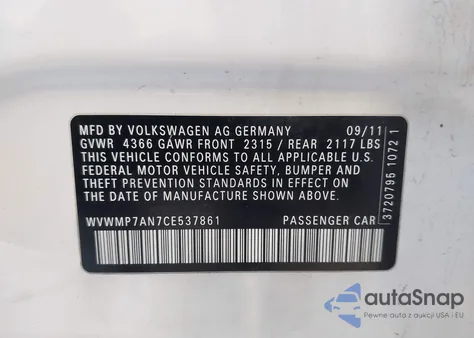 MFD BY VOLKSWAGEN AG GERMANY 09/11
GVWR 4366 GAWR FRONT 2315 / REAR 2117 LBS
THIS VEHICLE CONFORMS TO ALL APPLICABLE U.S.
FEDERAL MOTOR VEHICLE SAFETY, BUMPER AND
THEFT PREVENTION STANDARDS IN EFFECT ON
THE DATE OF MANUFACTURE SHOWN ABOVE.
WVWMP7AN7CE537861 PASSENGER CAR
3720795 1072 1
autoSnap
Pewne auta z aukcji USA i EU